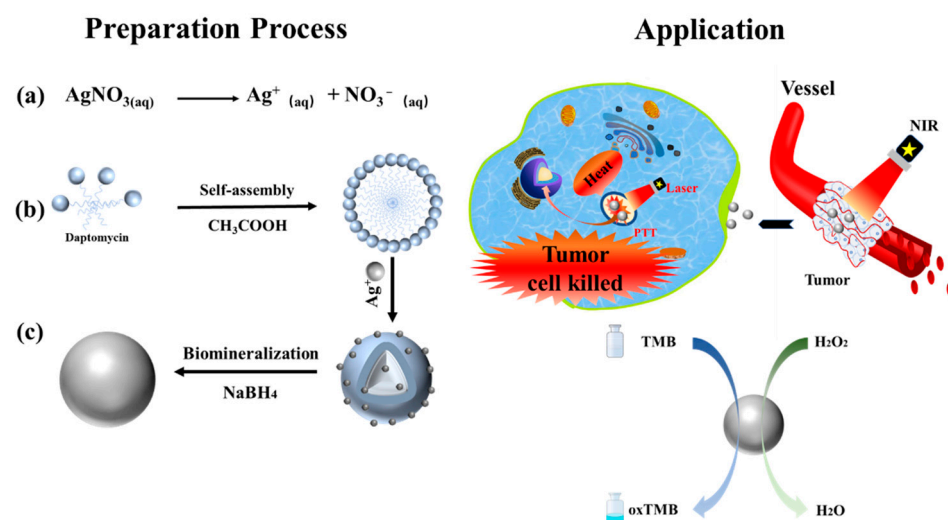 Preparation Process
Application
(a) AgNO₃(aq) → Ag⁺ (aq) + NO₃⁻ (aq)
(b)
Daptomycin
Self-assembly
CH₃COOH
Ag⁺
(c)
Biomineralization
NaBH₄
Vessel
NIR
Heat
Laser
PTT
Tumor
cell killed
Tumor
TMB
H₂O₂
oxTMB
H₂O